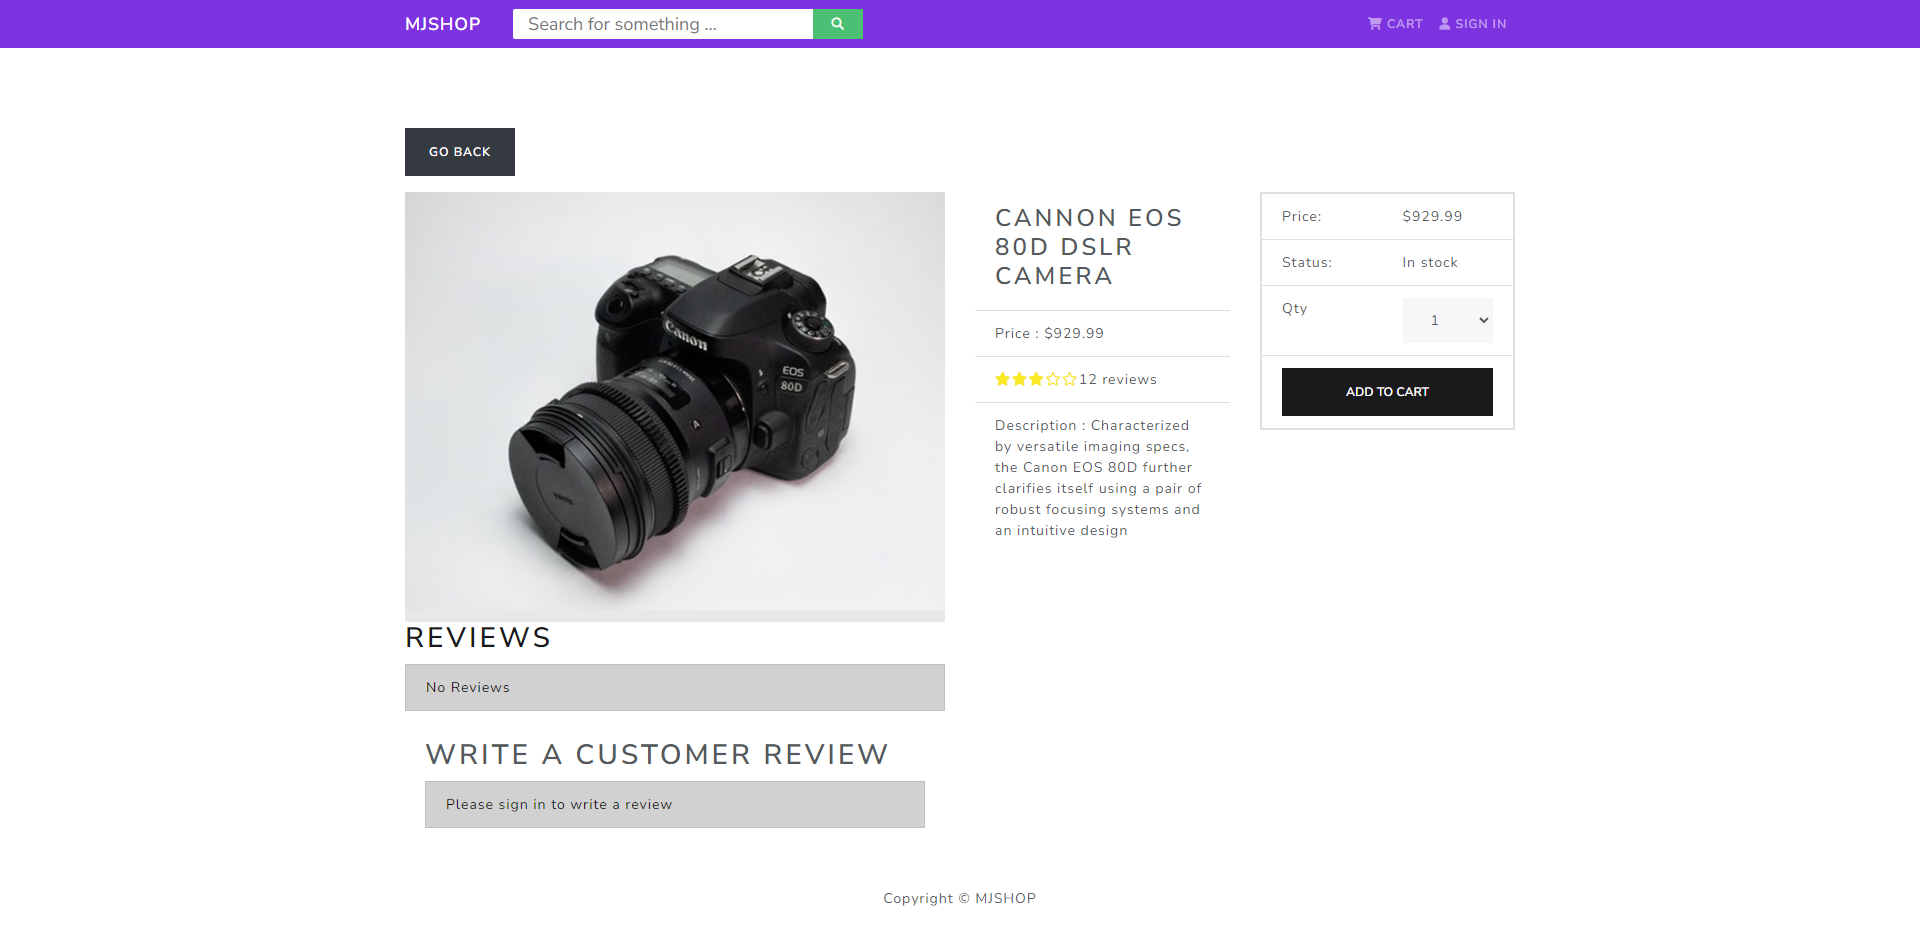 MJSHOP
Search for something ...
CART
SIGN IN
GO BACK
Canon
EOS
80D
A
CANNON EOS
80D DSLR
CAMERA
Price : $929.99
12 reviews
Description : Characterized
by versatile imaging specs,
the Canon EOS 80D further
clarifies itself using a pair of
robust focusing systems and
an intuitive design
Price: $929.99
Status: In stock
Qty 1
ADD TO CART
REVIEWS
No Reviews
WRITE A CUSTOMER REVIEW
Please sign in to write a review
Copyright © MJSHOP